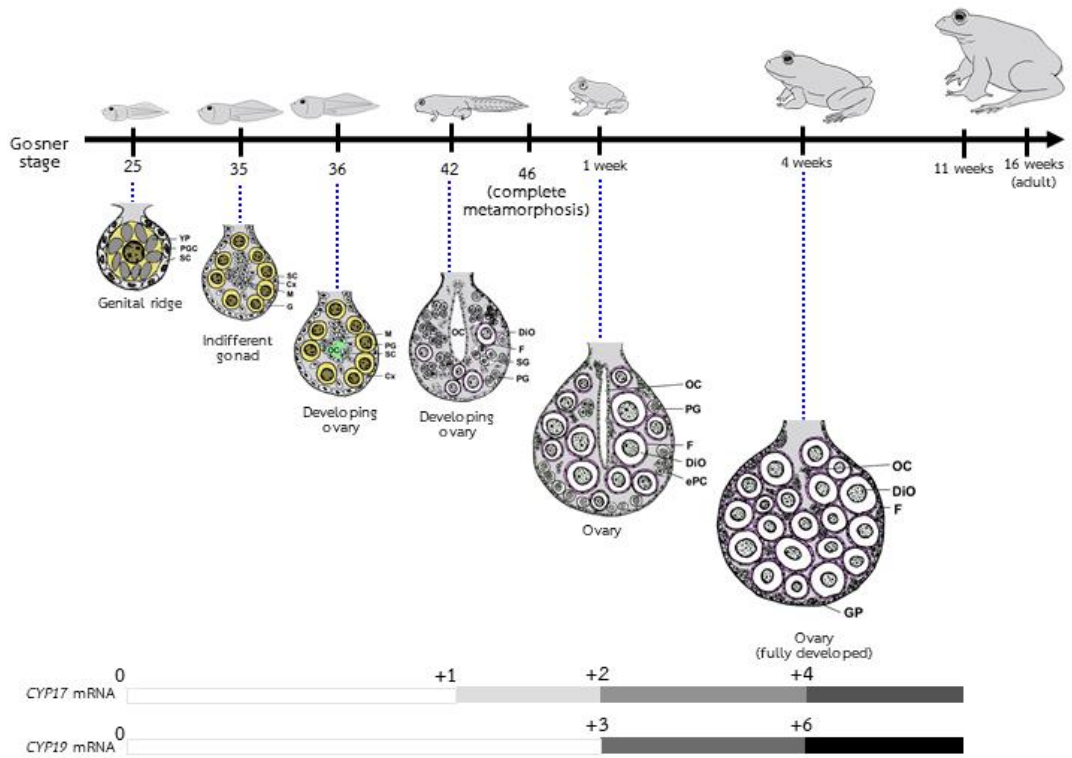 Gosner
stage
25
35
36
42
46
(complete
metamorphosis)
1 week
4 weeks
11 weeks
16 weeks
(adult)
YP
PGC
SC
Genital ridge
SC
Cx
M
G
Indifferent
gonad
OC
M
PG
SC
Cx
Developing
ovary
OC
DiO
F
SG
PG
Developing
ovary
OC
PG
F
DiO
ePC
Ovary
OC
DiO
F
GP
Ovary
(fully developed)
0
+1
+2
+4
CYP17 mRNA
0
+3
+6
CYP19 mRNA